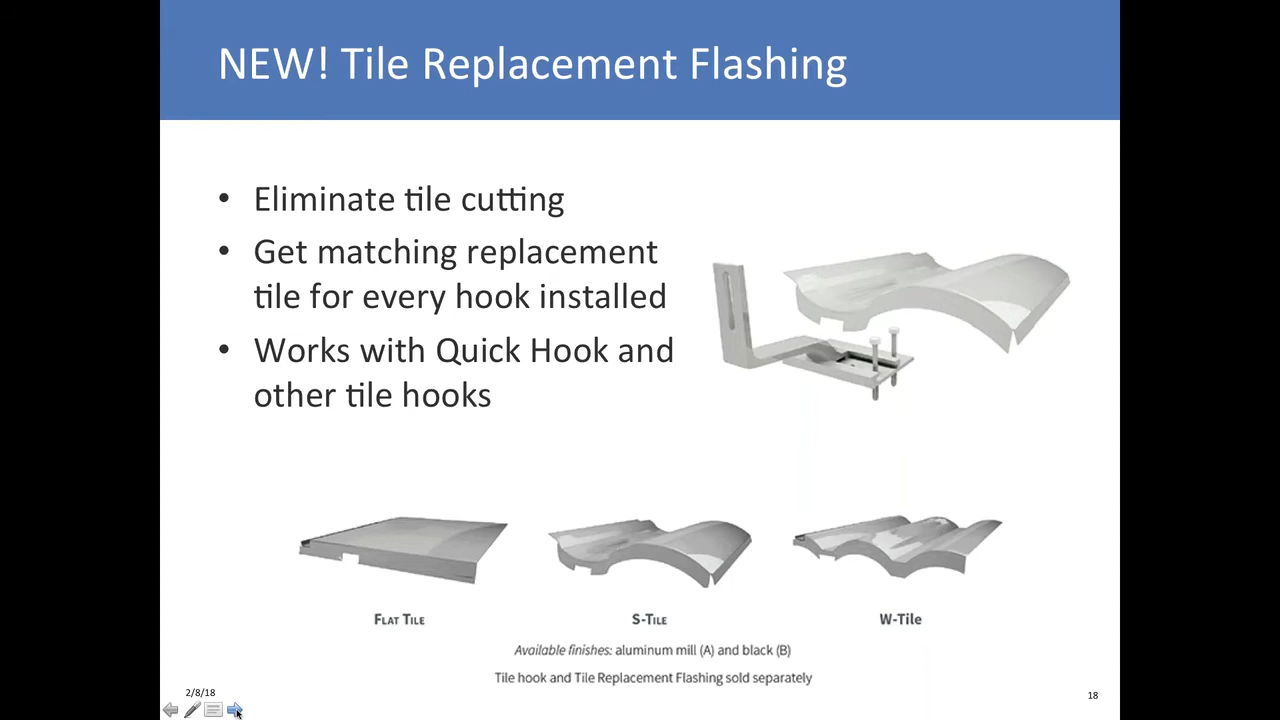 NEW! Tile Replacement Flashing
• Eliminate tile cutting
• Get matching replacement
tile for every hook installed
• Works with Quick Hook and
other tile hooks
FLAT TILE
S-TILE
W-Tile
Available finishes: aluminum mill (A) and black (B)
Tile hook and Tile Replacement Flashing sold separately
2/8/18
18